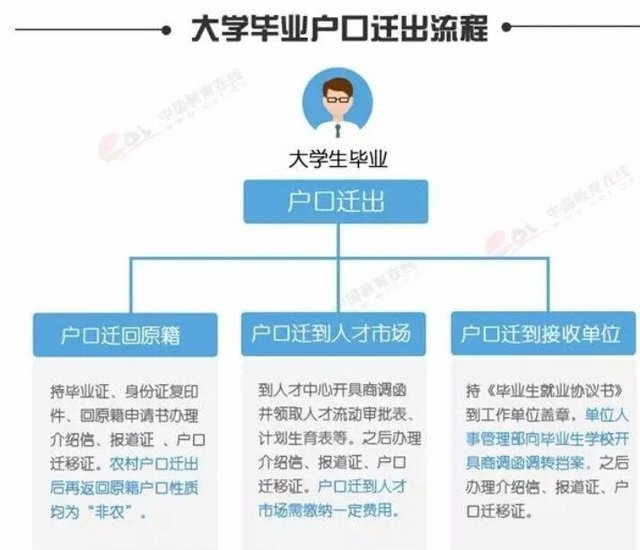 大学毕业户口迁出流程
大学生毕业
户口迁出
户口迁回原籍
持毕业证、身份证复印
件、回原籍申请书办理
介绍信、报道证 、户口
迁移证。农村户口迁出
后再返回原籍户口性质
均为“非农”。
户口迁到人才市场
到人才中心开具商调函
并领取人才流动审批表、
计划生育表等。之后办理
介绍信、报道证、户口
迁移证。户口迁到人才
市场需缴纳一定费用。
户口迁到接收单位
持《毕业生就业协议书》
到工作单位盖章，单位人
事管理部向毕业生学校开
具商调函调转挡案。之后
办理介绍信、报道证、户
口迁移证。
中国教育在线
中国教育在线